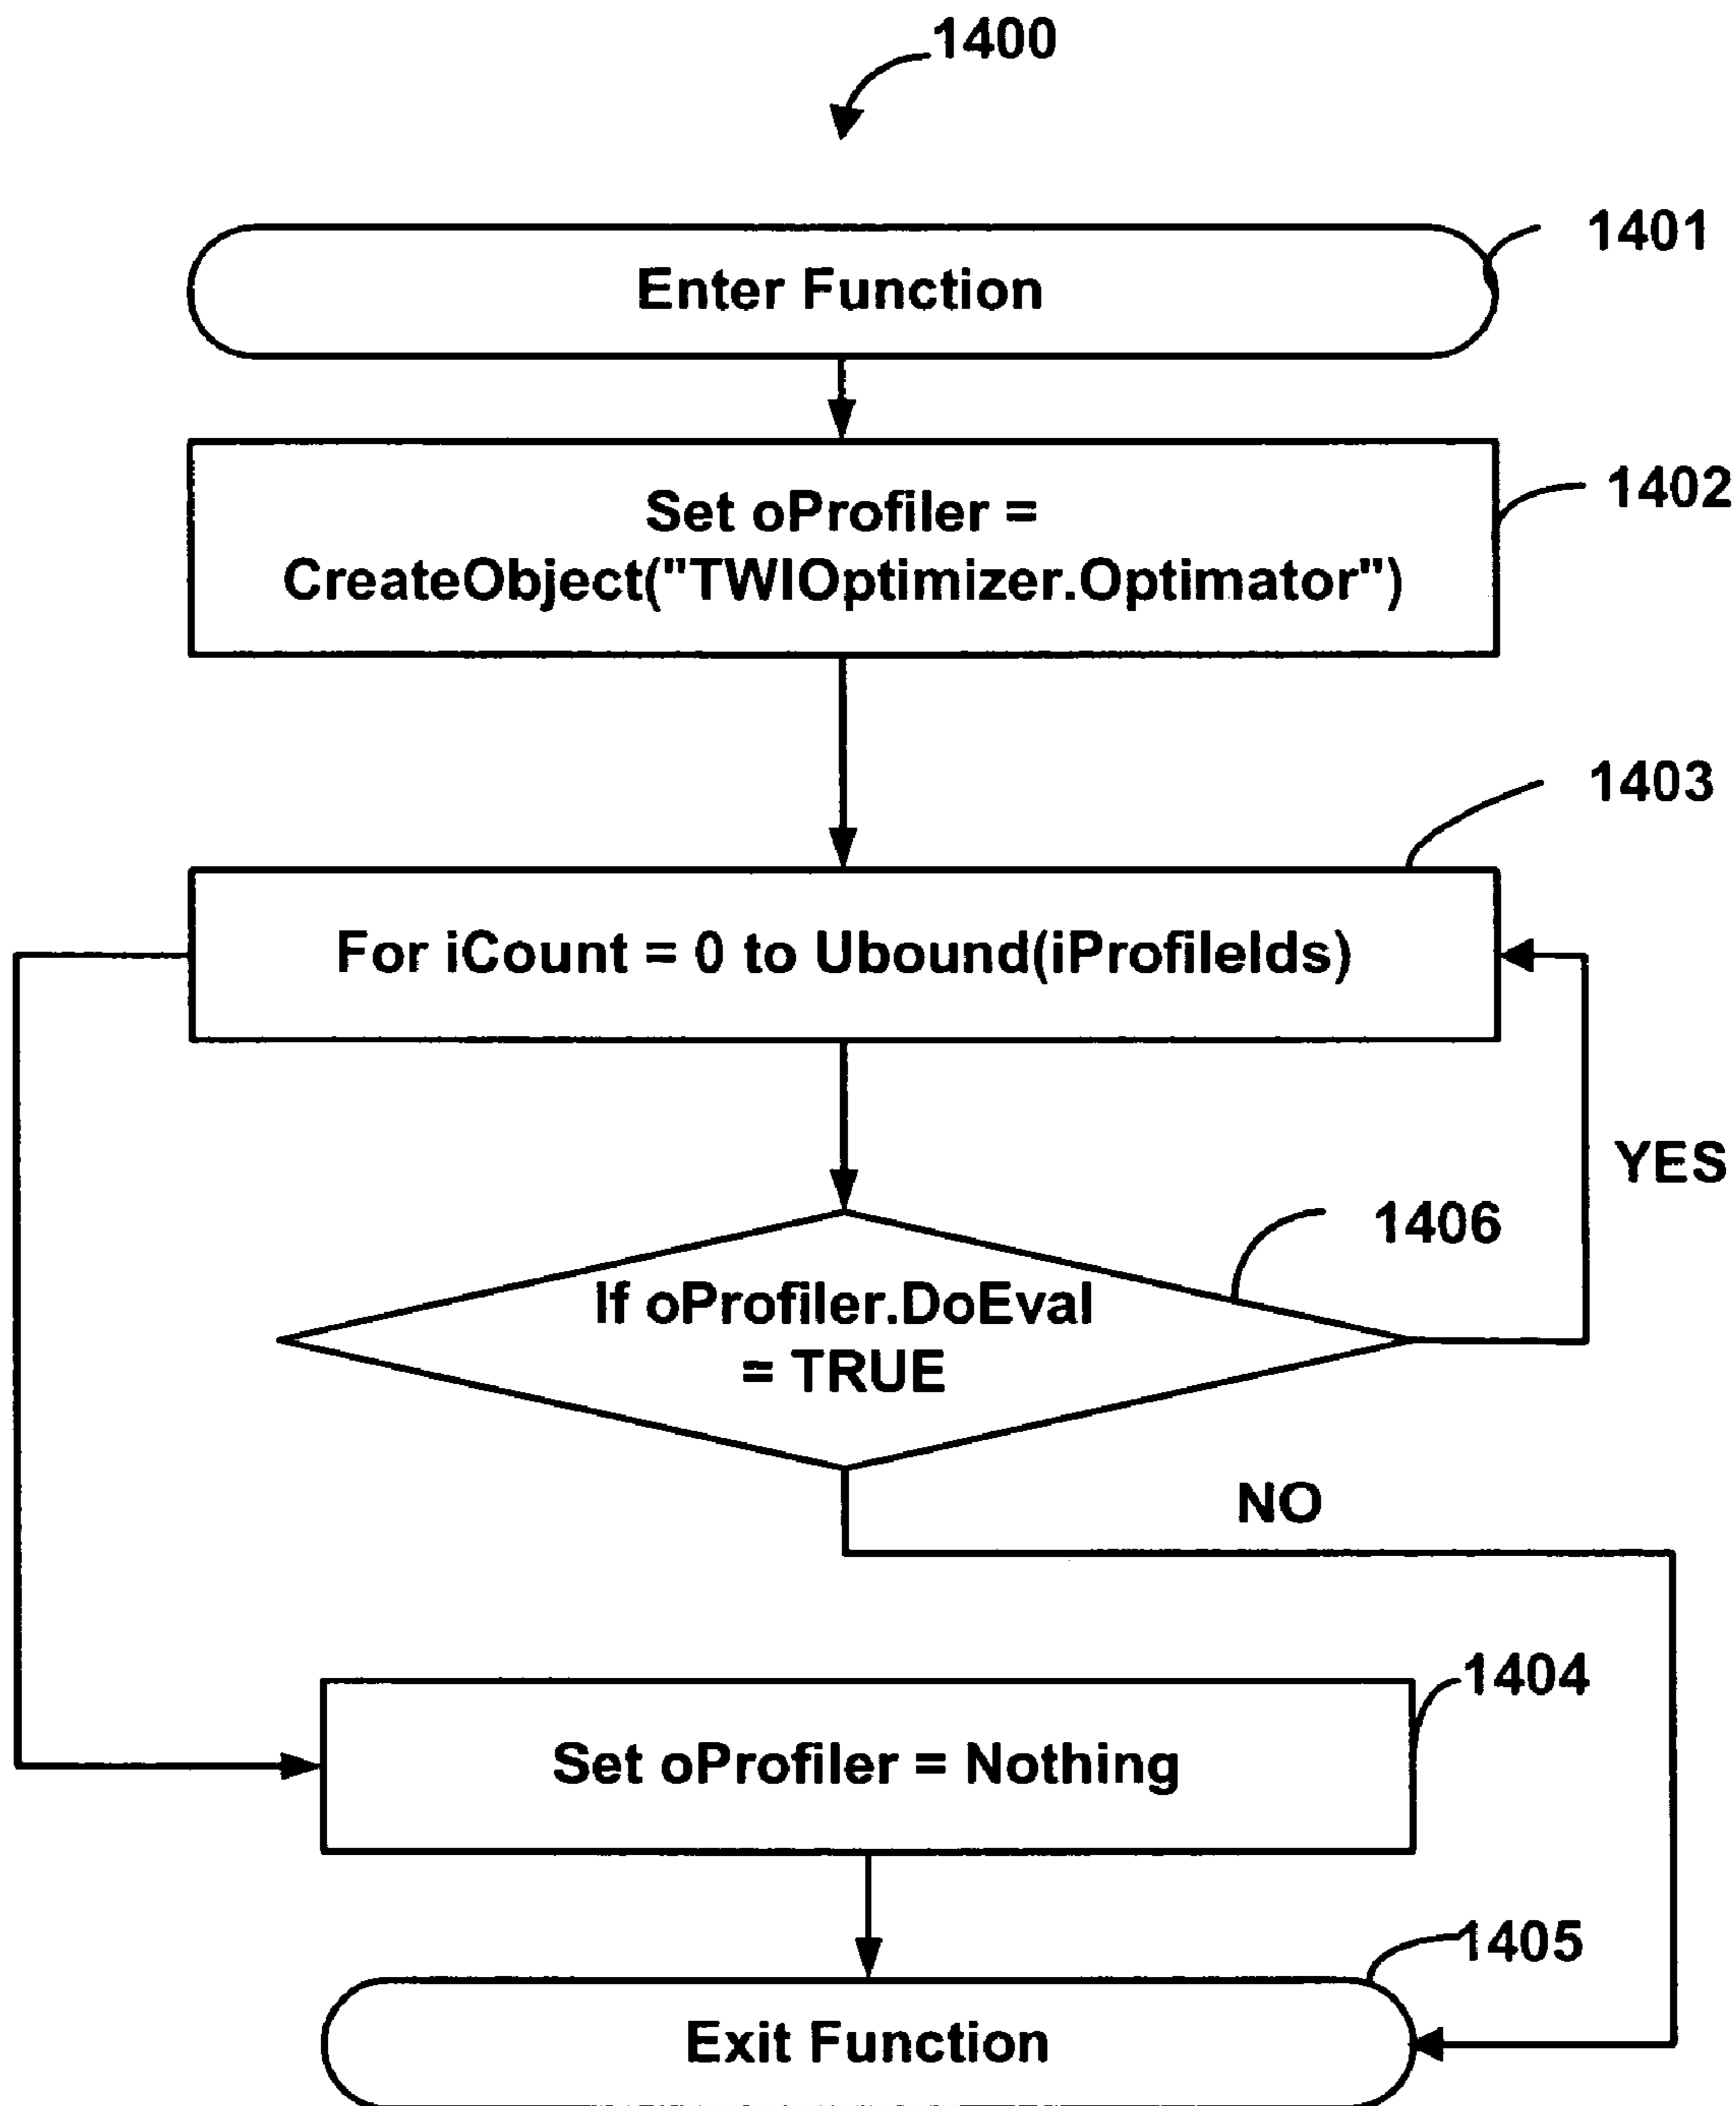 1400
Enter Function
1401
Set oProfiler =
CreateObject("TWIOptimizer.Optimator")
1402
1403
For iCount = 0 to Ubound(iProfileIds)
YES
1406
If oProfiler.DoEval
= TRUE
NO
1404
Set oProfiler = Nothing
1405
Exit Function